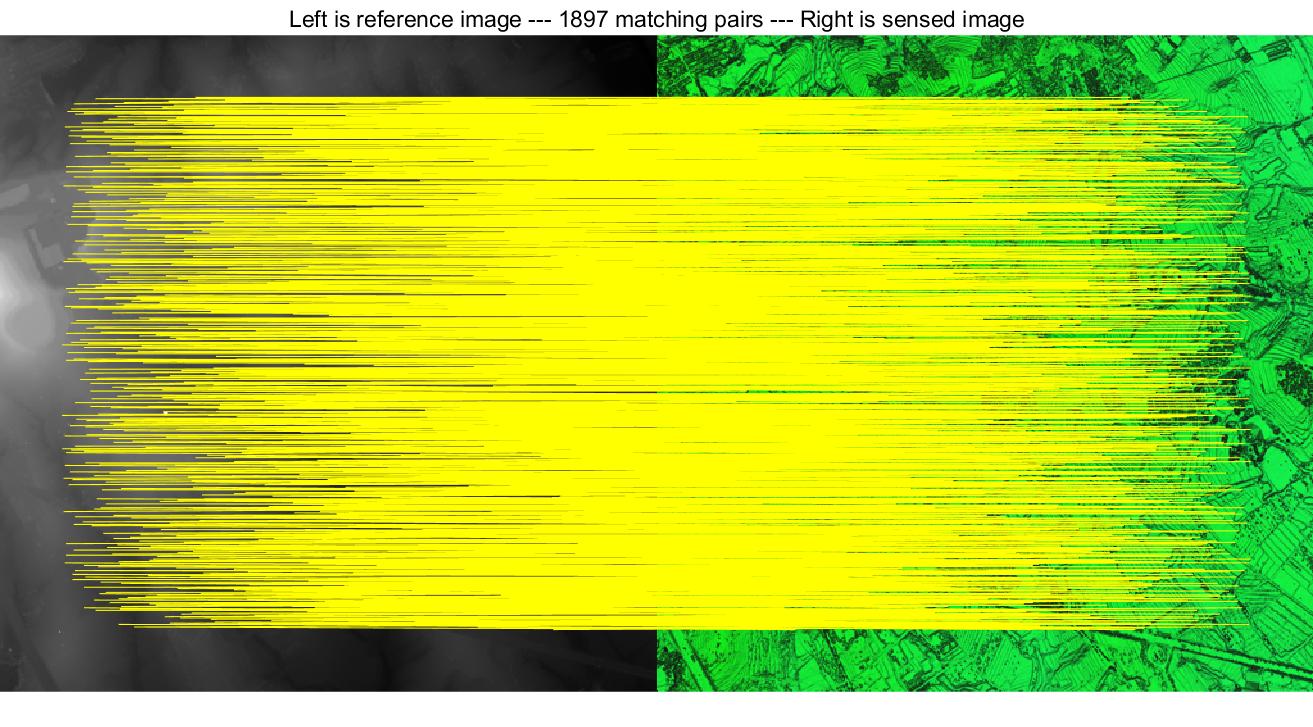 Left is reference image --- 1897 matching pairs --- Right is sensed image